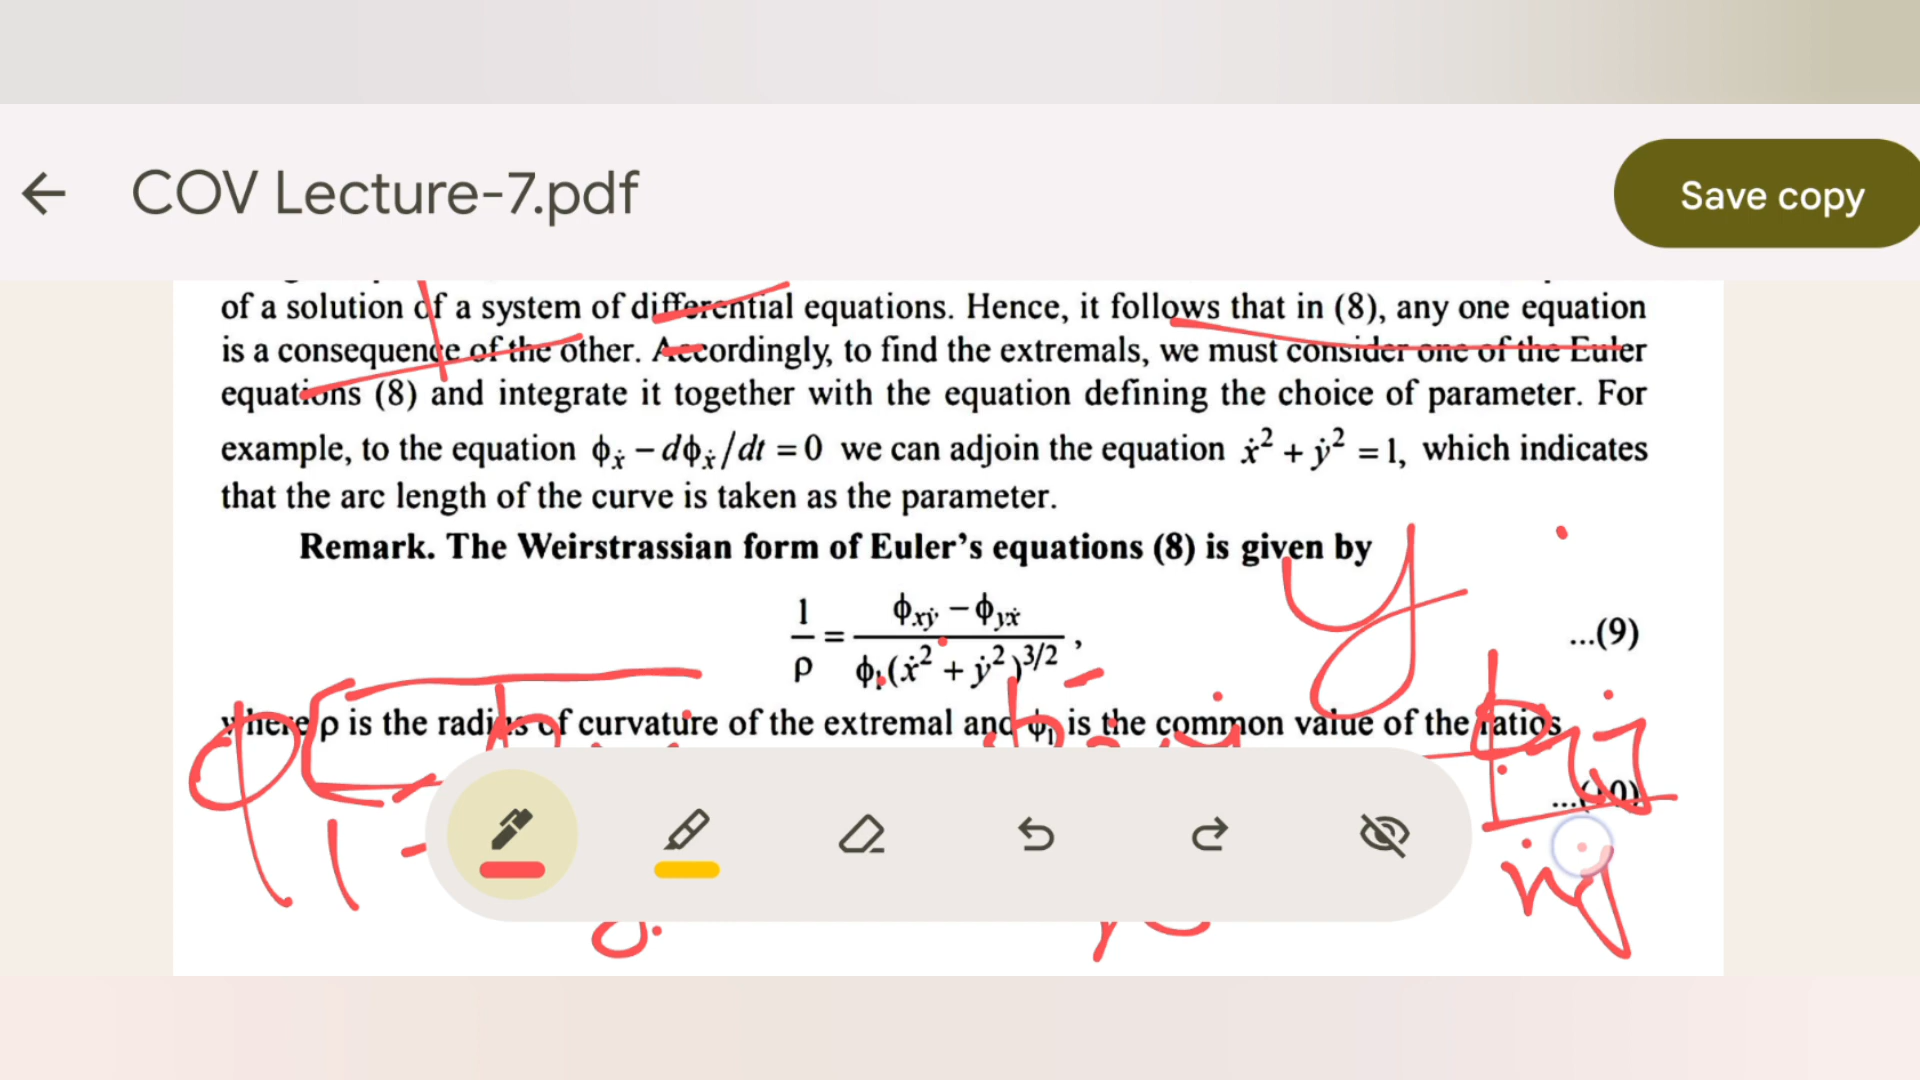 COV Lecture-7.pdf
Save copy
of a solution of a system of differential equations. Hence, it follows that in (8), any one equation
is a consequence of the other. Accordingly, to find the extremals, we must consider one of the Euler
equations (8) and integrate it together with the equation defining the choice of parameter. For
example, to the equation ϕ_ẋ − dϕ_ẋ/dt = 0 we can adjoin the equation ẋ² + ẏ² = 1, which indicates
that the arc length of the curve is taken as the parameter.
Remark. The Weirstrassian form of Euler's equations (8) is given by
1/ρ = (ϕ_xẏ − ϕ_yẋ) / (ϕ₁(ẋ² + ẏ²)^3/2), ...(9)
where ρ is the radius of curvature of the extremal and ϕ₁ is the common value of the ratios
...(10)
y